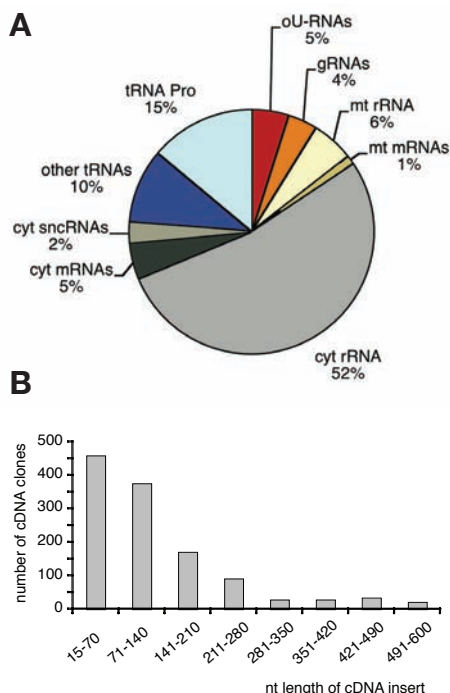 A
oU-RNAs
5%
gRNAs
4%
mt rRNA
6%
mt mRNAs
1%
cyt rRNA
52%
cyt mRNAs
5%
cyt sncRNAs
2%
other tRNAs
10%
tRNA Pro
15%
B
number of cDNA clones
500
400
300
200
100
0
15-70
71-140
141-210
211-280
281-350
351-420
421-490
491-600
nt length of cDNA insert